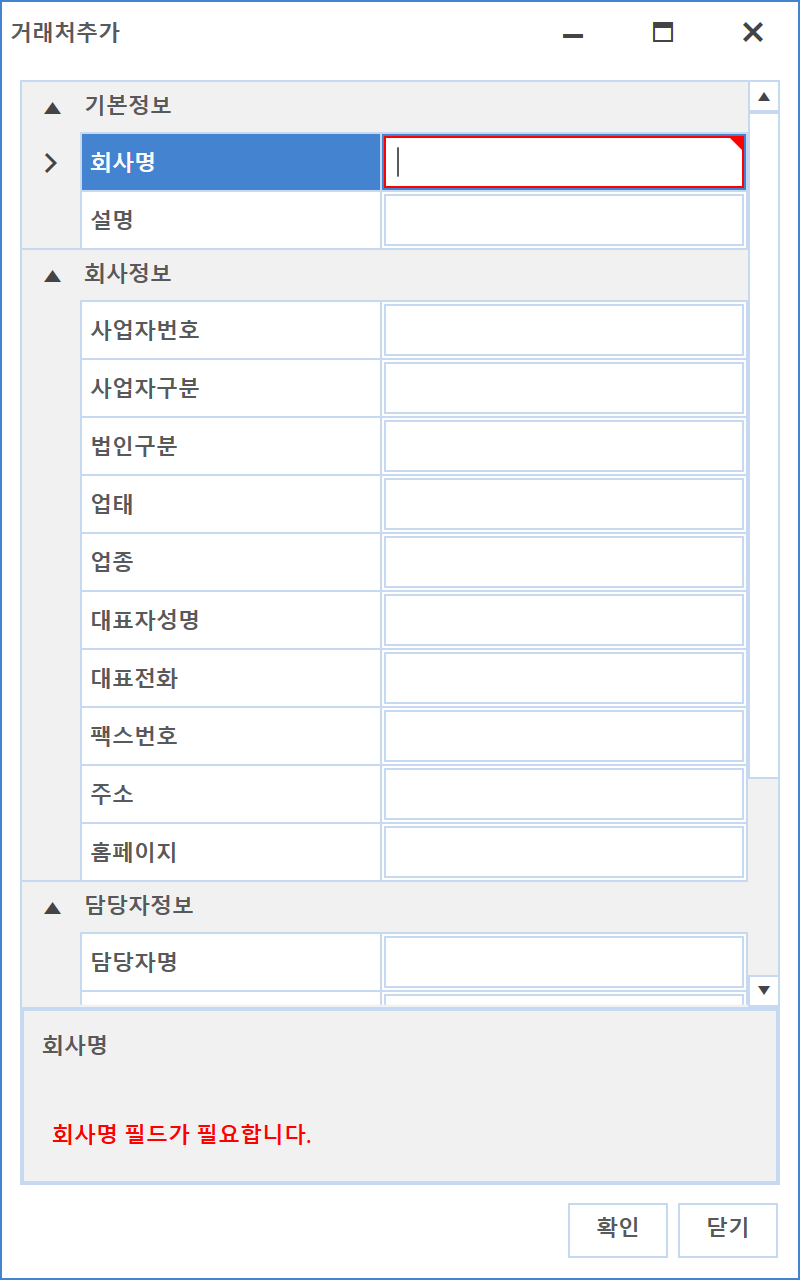 거래처추가
기본정보
회사명
설명
회사정보
사업자번호
사업자구분
법인구분
업태
업종
대표자성명
대표전화
팩스번호
주소
홈페이지
담당자정보
담당자명
회사명
회사명 필드가 필요합니다.
확인 닫기